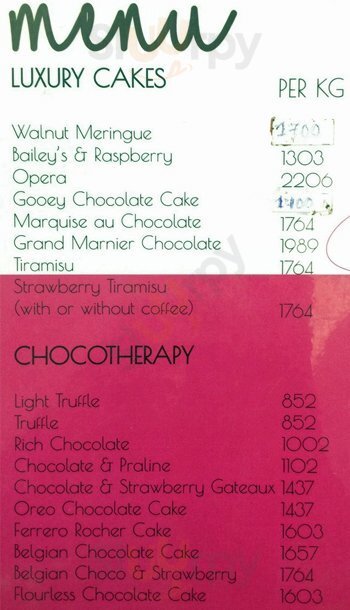 menu
LUXURY CAKES
PER KG
Walnut Meringue 1700
Bailey's & Raspberry 1303
Opera 2206
Gooey Chocolate Cake 1400
Marquise au Chocolate 1764
Grand Marnier Chocolate 1989
Tiramisu 1764
Strawberry Tiramisu
(with or without coffee) 1764
CHOCOTHERAPY
Light Truffle 852
Truffle 852
Rich Chocolate 1002
Chocolate & Praline 1102
Chocolate & Strawberry Gateaux 1437
Oreo Chocolate Cake 1437
Ferrero Rocher Cake 1603
Belgian Chocolate Cake 1657
Belgian Choco & Strawberry 1764
Flourless Chocolate Cake 1603